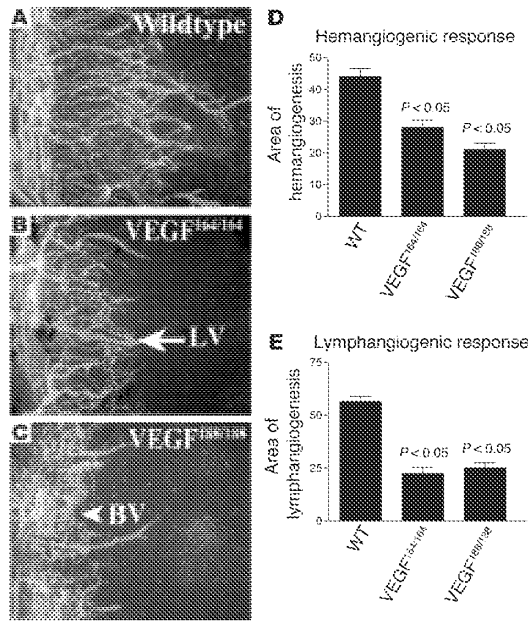 A
Wildtype
B
VEGF164/164
LV
C
VEGF188/188
BV
D
Hemangiogenic response
Area of
hemangiogenesis
50
40
30
20
10
0
P < 0.05
P < 0.05
WT
VEGF164/164
VEGF188/188
E
Lymphangiogenic response
Area of
lymphangiogenesis
75
50
25
0
P < 0.05
P < 0.05
WT
VEGF164/164
VEGF188/188